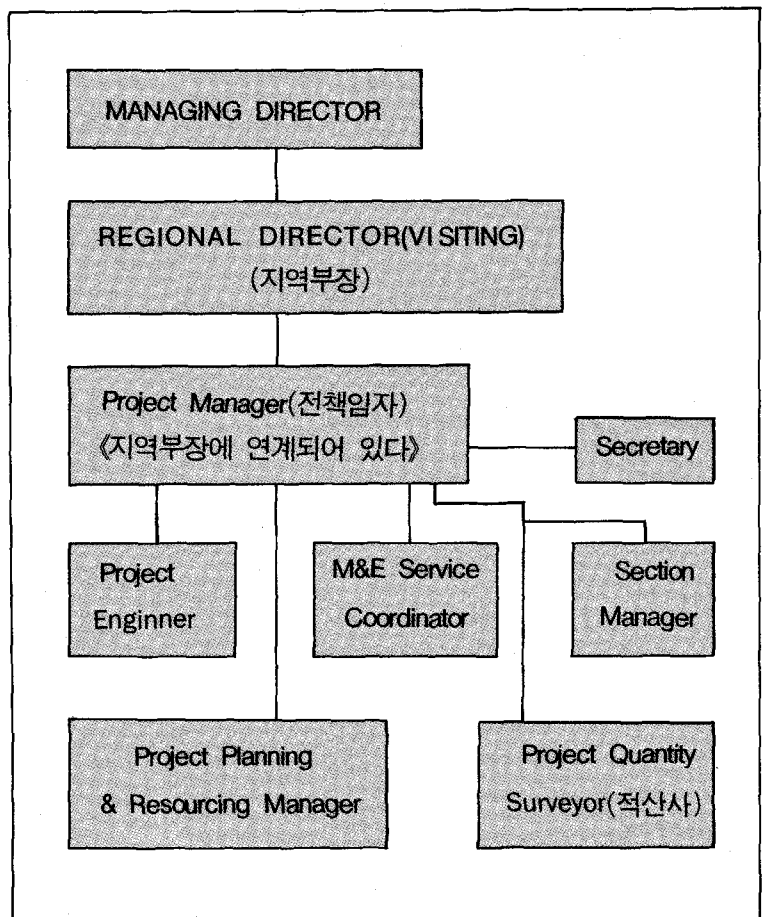 MANAGING DIRECTOR
REGIONAL DIRECTOR(VISITING)
(지역부장)
Project Manager(전책임자)
《지역부장에 연계되어 있다》
Secretary
Project
Enginner
M&E Service
Coordinator
Section
Manager
Project Planning
& Resourcing Manager
Project Quantity
Surveyor(적산사)